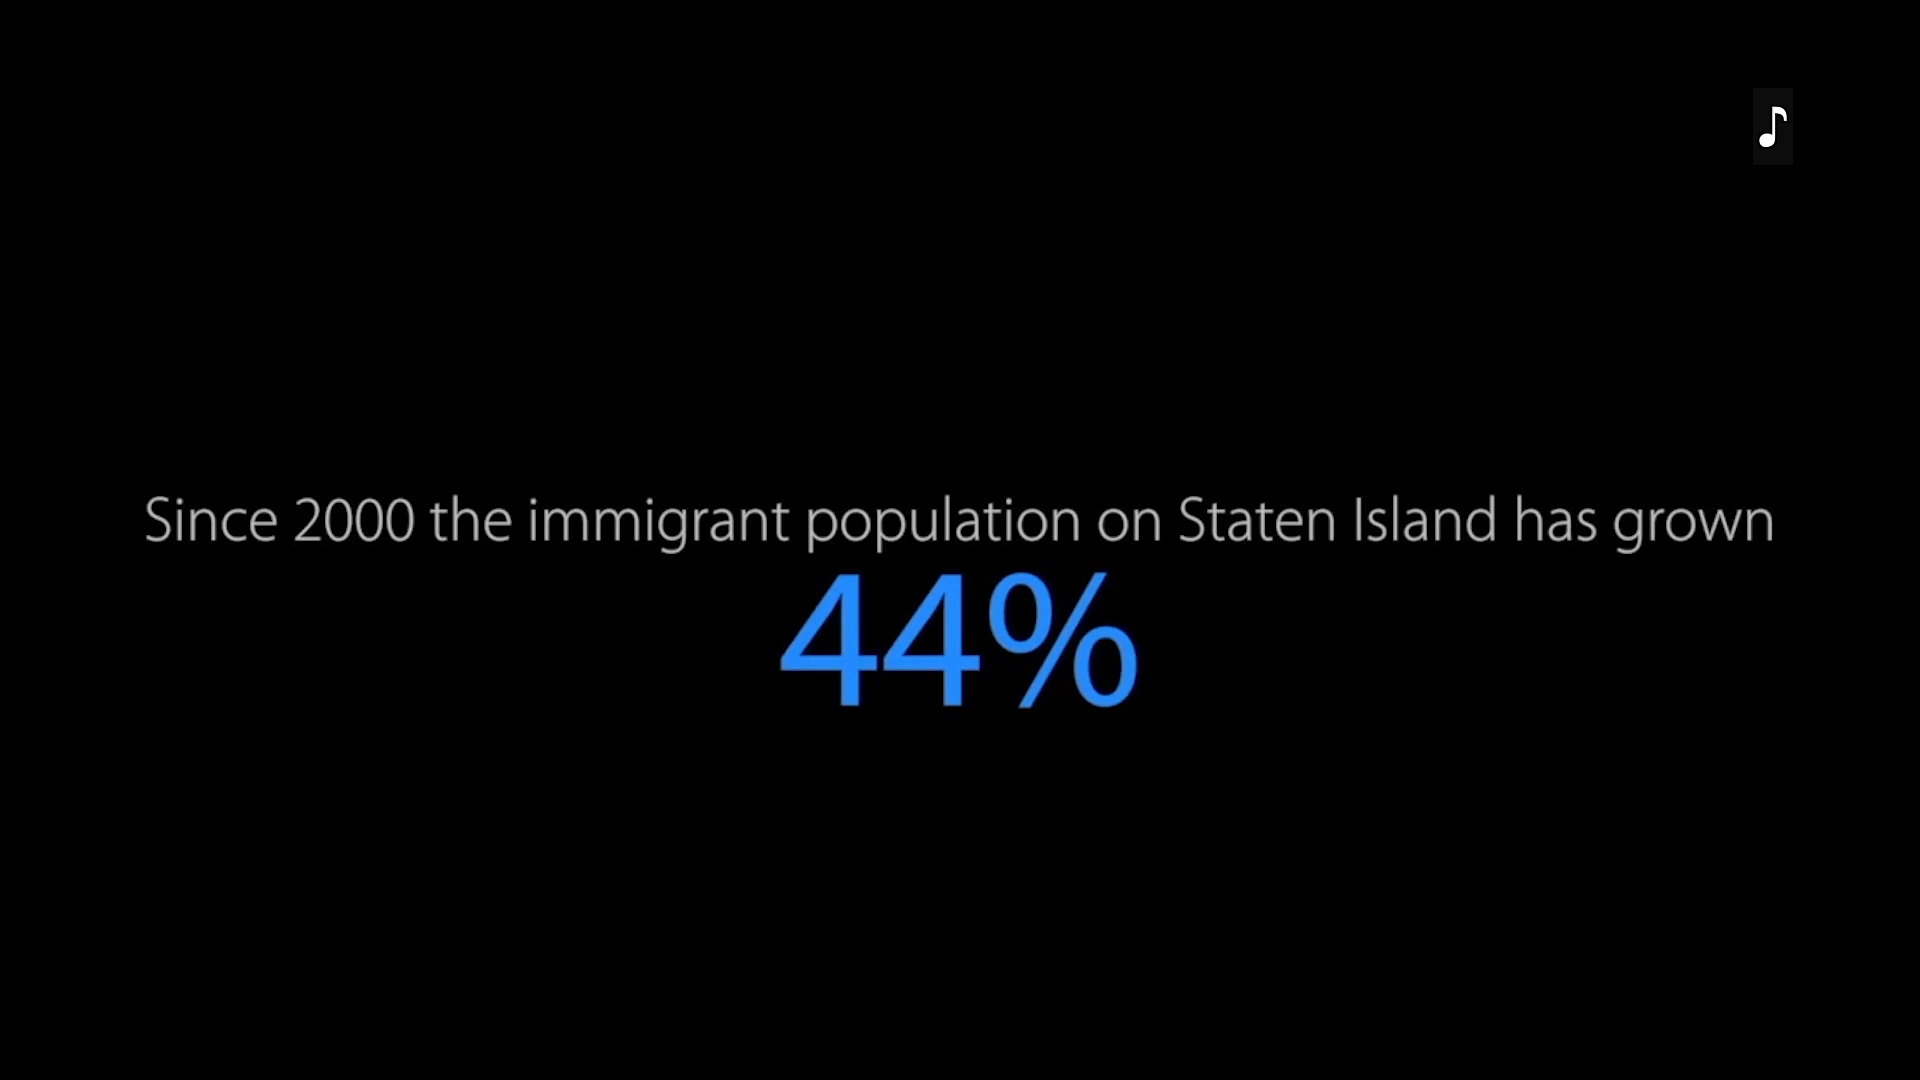 ♪
Since 2000 the immigrant population on Staten Island has grown
44%